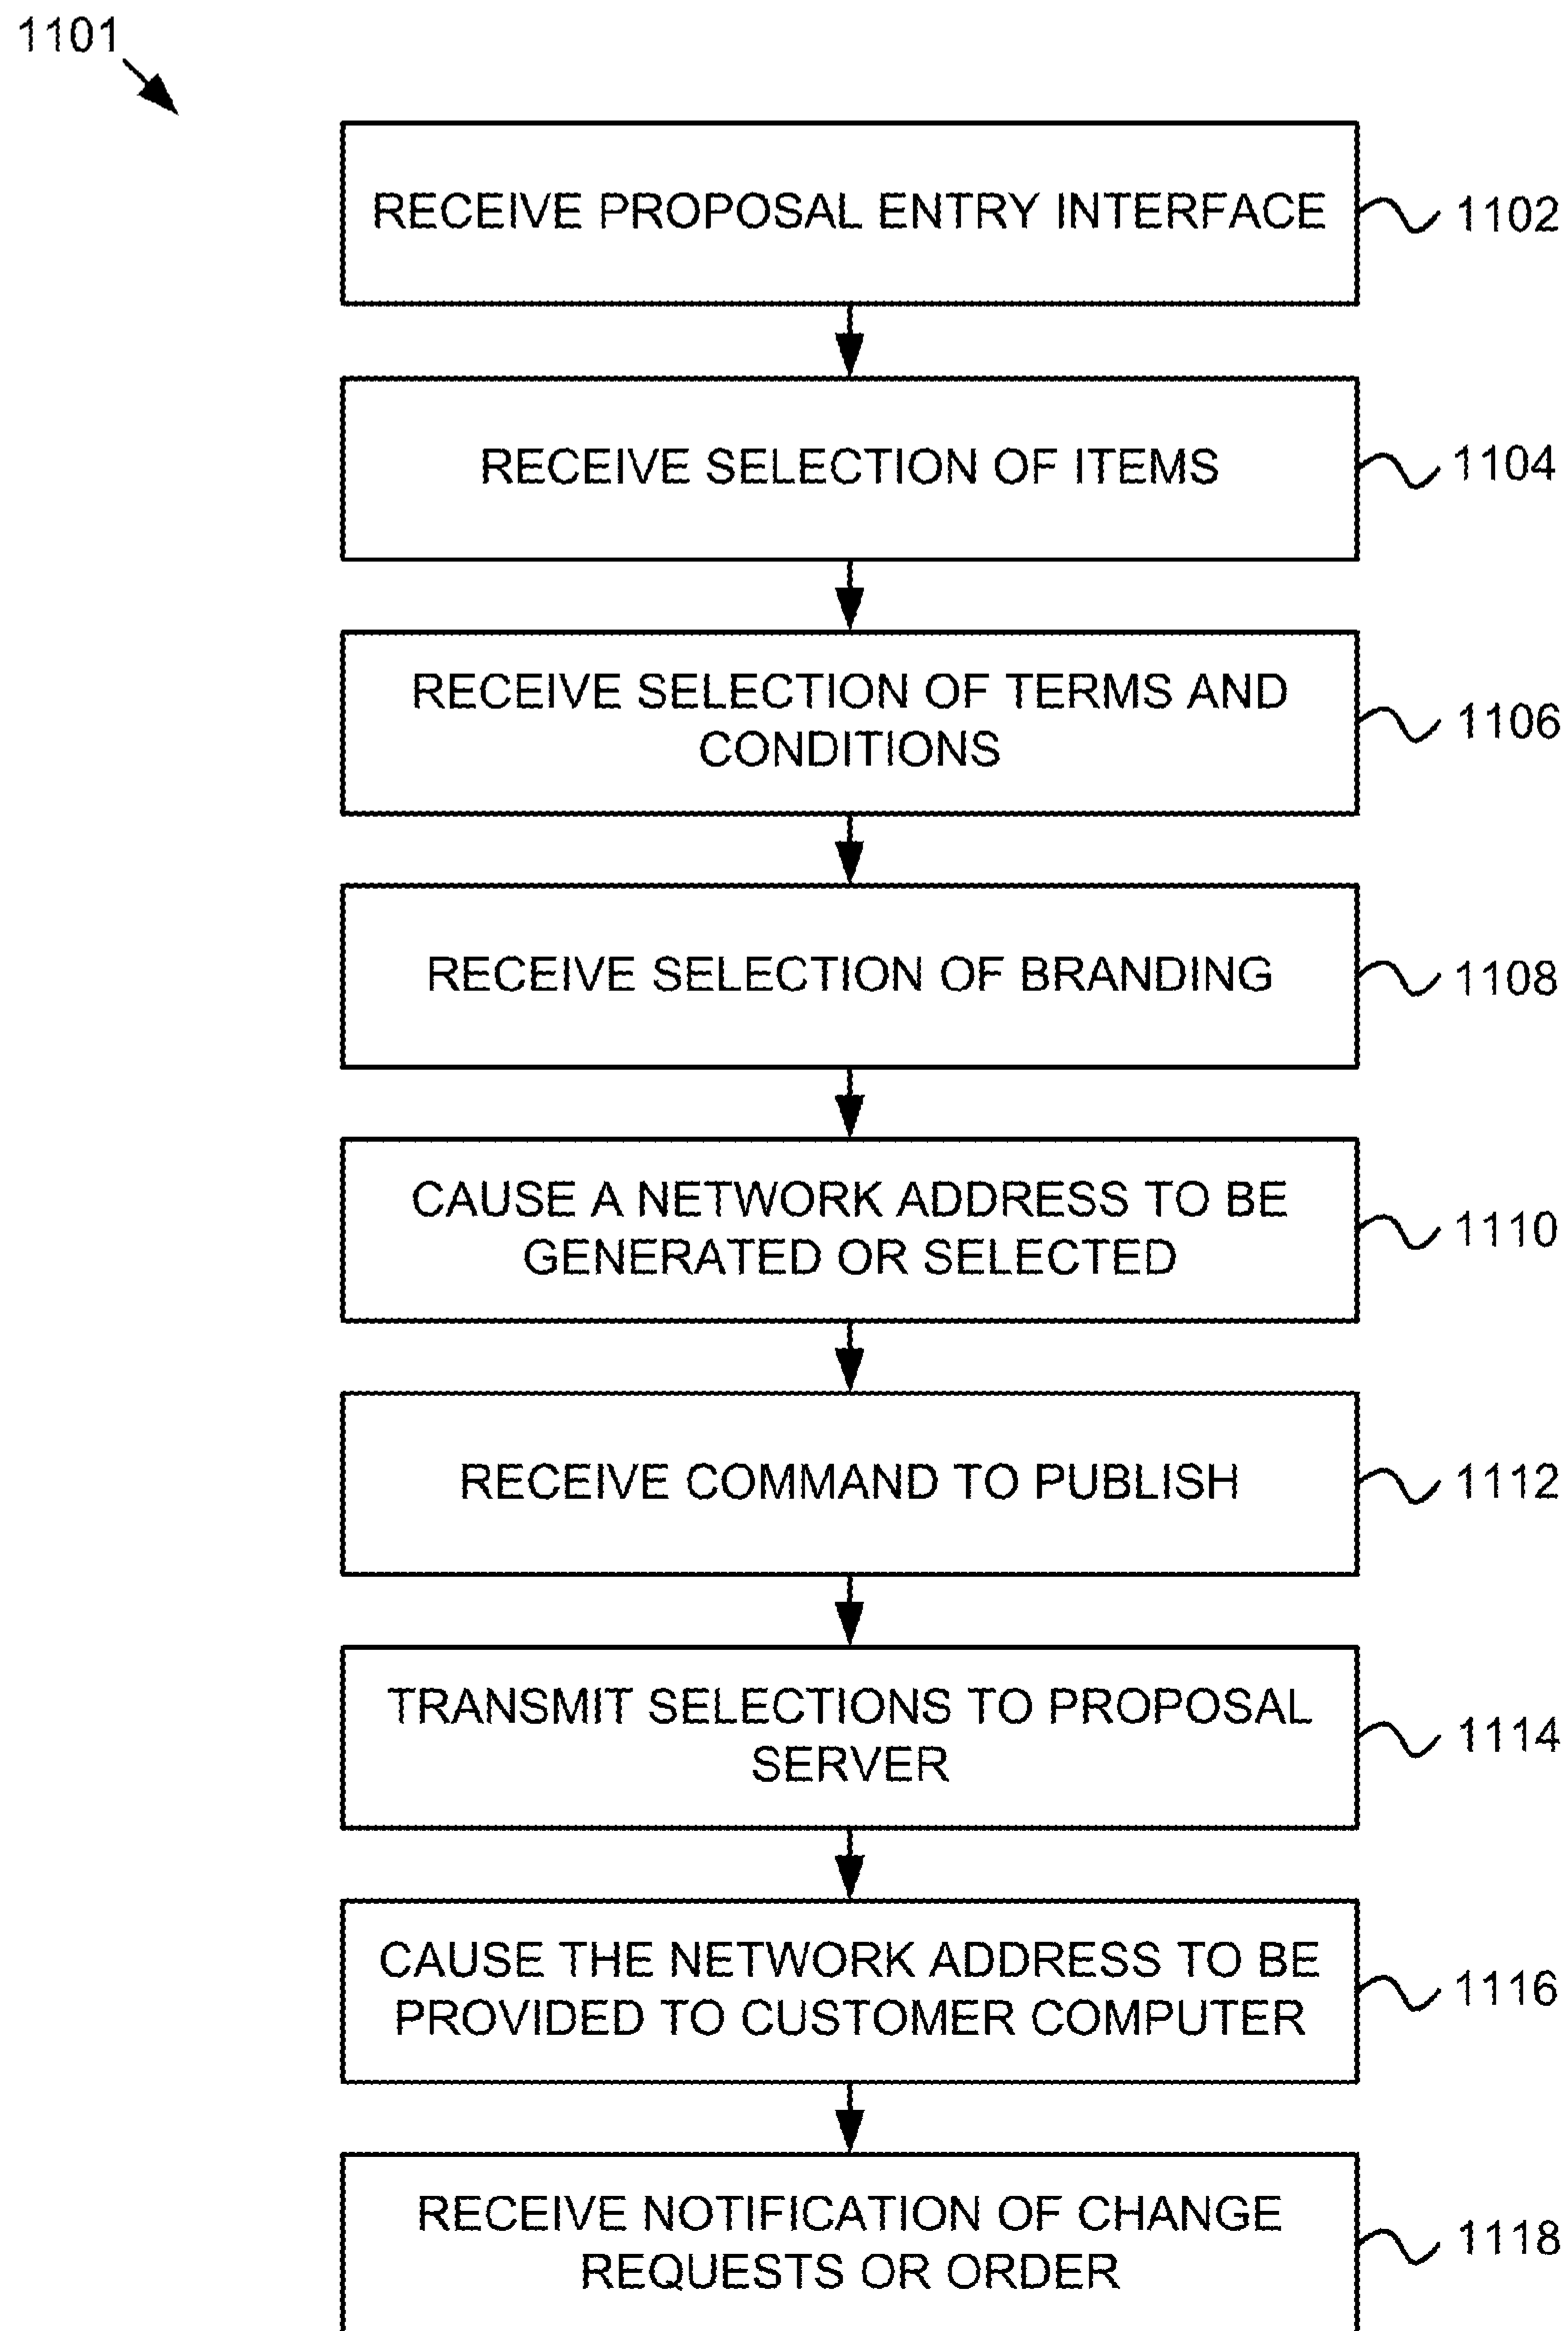 1101
RECEIVE PROPOSAL ENTRY INTERFACE
1102
RECEIVE SELECTION OF ITEMS
1104
RECEIVE SELECTION OF TERMS AND
CONDITIONS
1106
RECEIVE SELECTION OF BRANDING
1108
CAUSE A NETWORK ADDRESS TO BE
GENERATED OR SELECTED
1110
RECEIVE COMMAND TO PUBLISH
1112
TRANSMIT SELECTIONS TO PROPOSAL
SERVER
1114
CAUSE THE NETWORK ADDRESS TO BE
PROVIDED TO CUSTOMER COMPUTER
1116
RECEIVE NOTIFICATION OF CHANGE
REQUESTS OR ORDER
1118